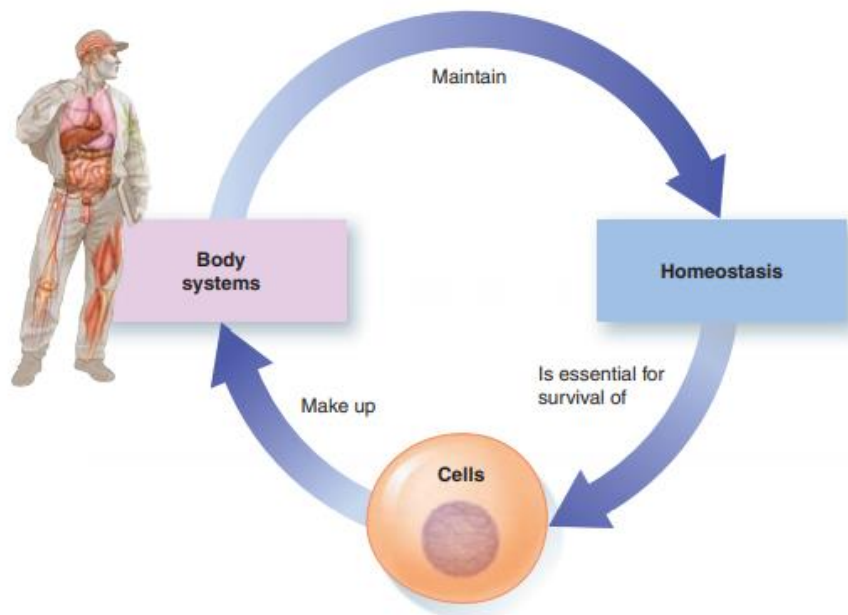 Maintain
Body
systems
Homeostasis
Is essential for
survival of
Make up
Cells